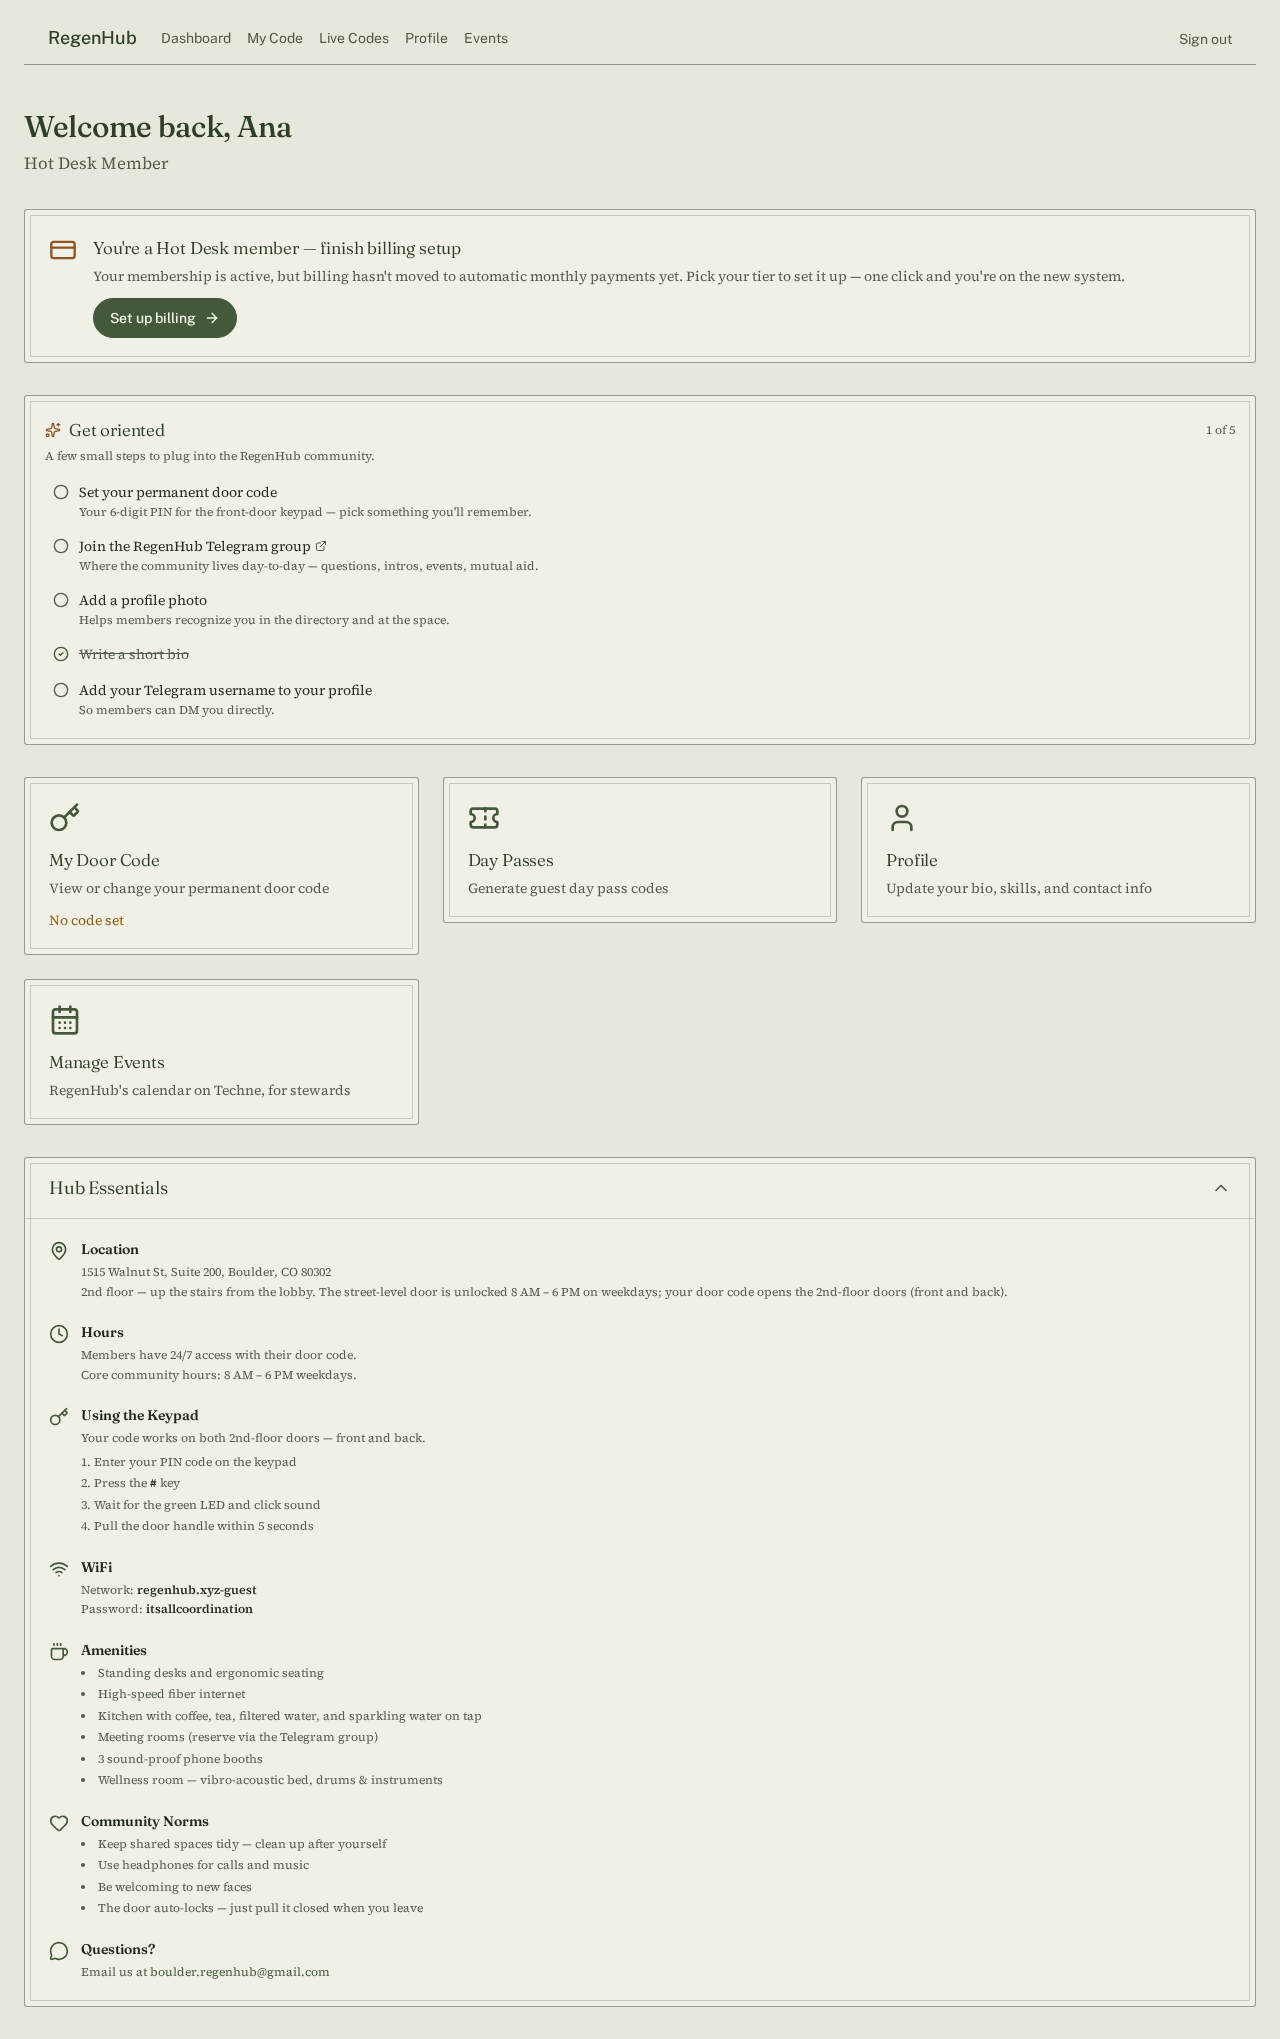 RegenHub
Dashboard
My Code
Live Codes
Profile
Events
Sign out
Welcome back, Ana
Hot Desk Member
You're a Hot Desk member — finish billing setup
Your membership is active, but billing hasn't moved to automatic monthly payments yet. Pick your tier to set it up — one click and you're on the new system.
Set up billing
Get oriented
1 of 5
A few small steps to plug into the RegenHub community.
Set your permanent door code
Your 6-digit PIN for the front-door keypad — pick something you'll remember.
Join the RegenHub Telegram group
Where the community lives day-to-day — questions, intros, events, mutual aid.
Add a profile photo
Helps members recognize you in the directory and at the space.
Write a short bio
Add your Telegram username to your profile
So members can DM you directly.
My Door Code
View or change your permanent door code
No code set
Day Passes
Generate guest day pass codes
Profile
Update your bio, skills, and contact info
Manage Events
RegenHub's calendar on Techne, for stewards
Hub Essentials
Location
1515 Walnut St, Suite 200, Boulder, CO 80302
2nd floor — up the stairs from the lobby. The street-level door is unlocked 8 AM – 6 PM on weekdays; your door code opens the 2nd-floor doors (front and back).
Hours
Members have 24/7 access with their door code.
Core community hours: 8 AM – 6 PM weekdays.
Using the Keypad
Your code works on both 2nd-floor doors — front and back.
1. Enter your PIN code on the keypad
2. Press the # key
3. Wait for the green LED and click sound
4. Pull the door handle within 5 seconds
WiFi
Network: regenhub.xyz-guest
Password: itsallcoordination
Amenities
• Standing desks and ergonomic seating
• High-speed fiber internet
• Kitchen with coffee, tea, filtered water, and sparkling water on tap
• Meeting rooms (reserve via the Telegram group)
• 3 sound-proof phone booths
• Wellness room — vibro-acoustic bed, drums & instruments
Community Norms
• Keep shared spaces tidy — clean up after yourself
• Use headphones for calls and music
• Be welcoming to new faces
• The door auto-locks — just pull it closed when you leave
Questions?
Email us at boulder.regenhub@gmail.com